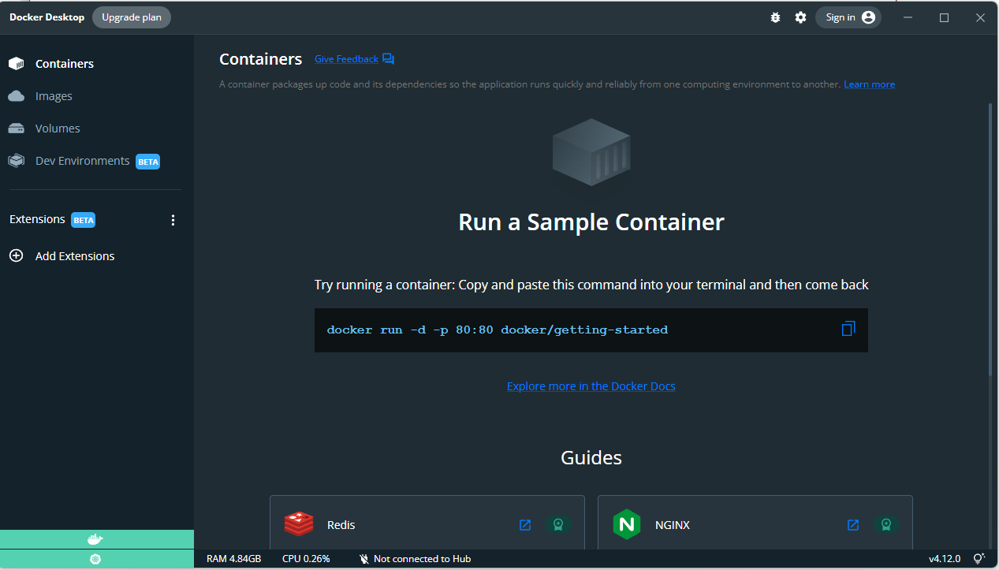 Docker Desktop Upgrade plan Sign in
Containers
Images
Volumes
Dev Environments BETA
Extensions BETA
Add Extensions
Containers Give Feedback
A container packages up code and its dependencies so the application runs quickly and reliably from one computing environment to another. Learn more
Run a Sample Container
Try running a container: Copy and paste this command into your terminal and then come back
docker run -d -p 80:80 docker/getting-started
Explore more in the Docker Docs
Guides
Redis
N NGINX
RAM 4.84GB CPU 0.26% Not connected to Hub v4.12.0